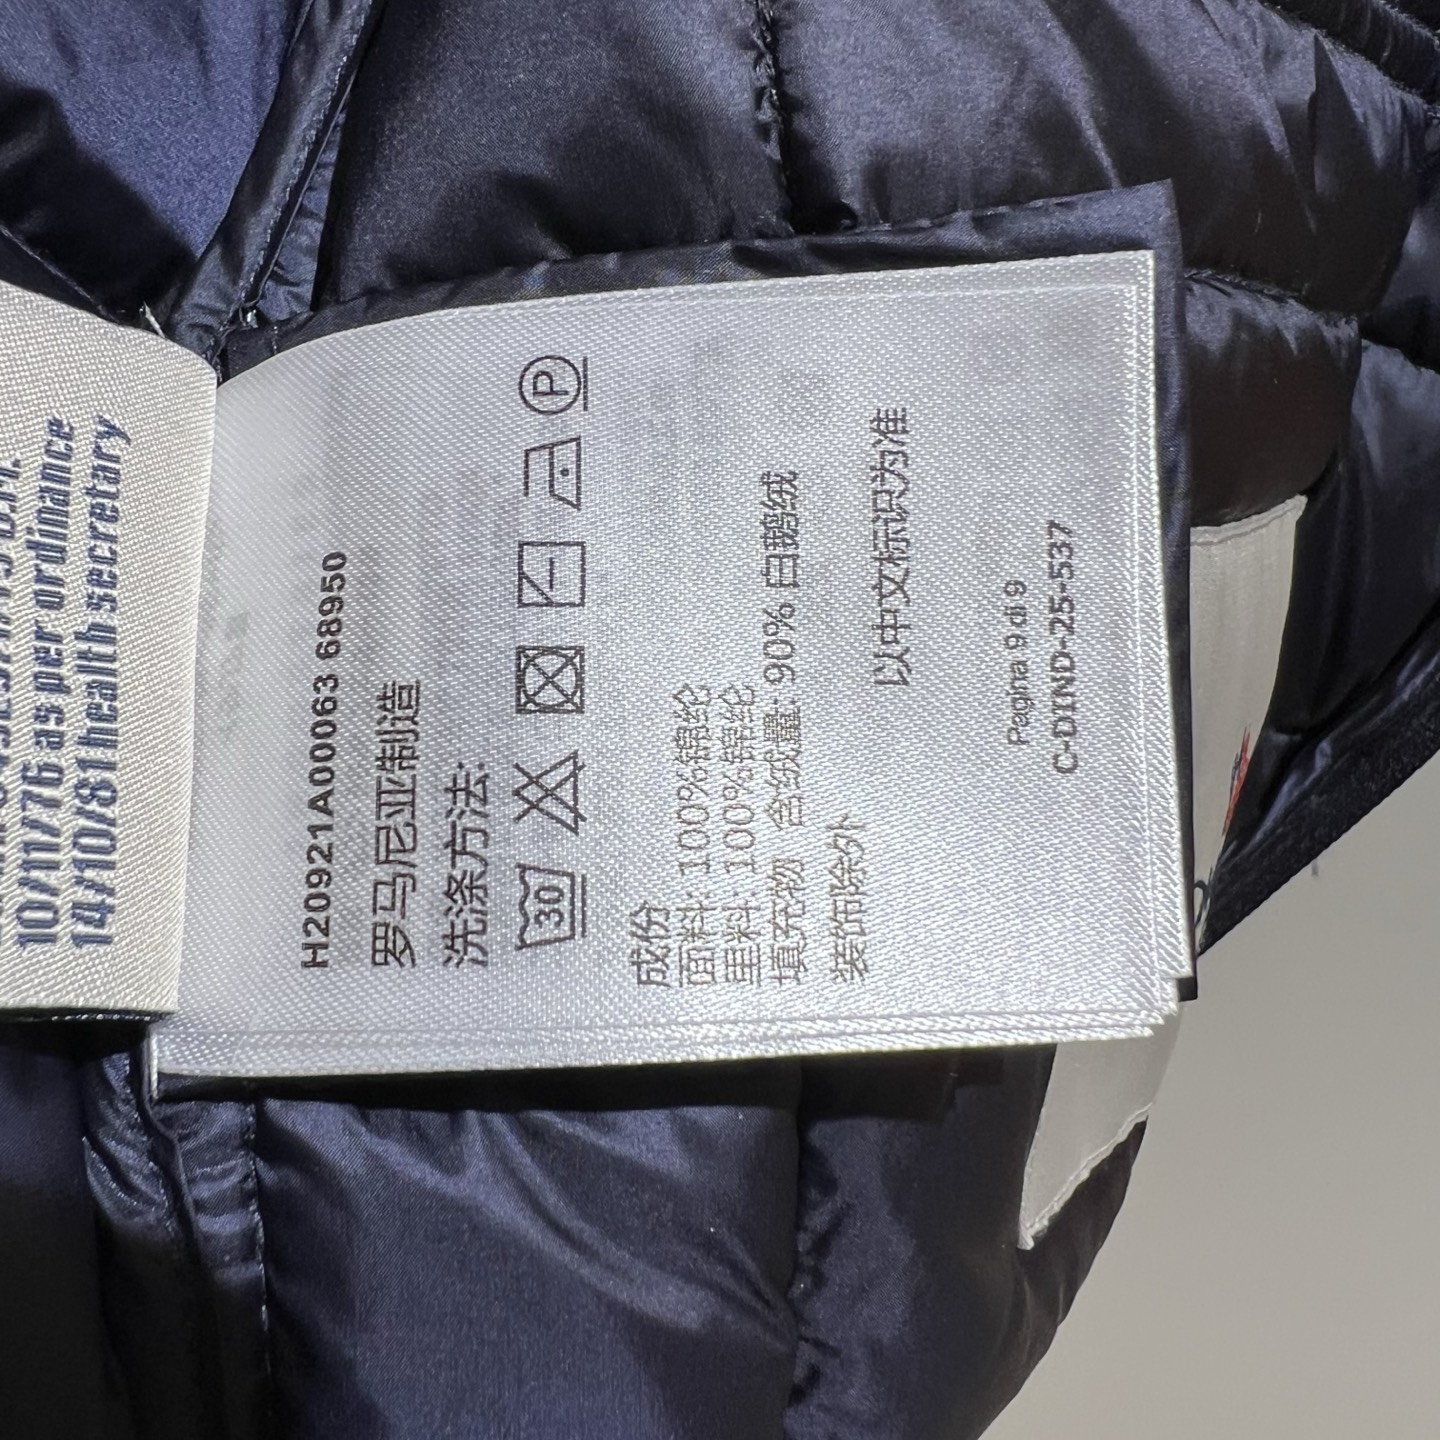 10/11/76 as per ordinance
14/10/81 health secretary
H20921A00063 68950
罗马尼亚制造
洗涤方法:
30
P
成份
面料: 100%锦纶
里料: 100%锦纶
填充物 含绒量: 90% 白鹅绒
装饰除外
以中文标识为准
Pagina 9 di 9
C-DIND-25-537